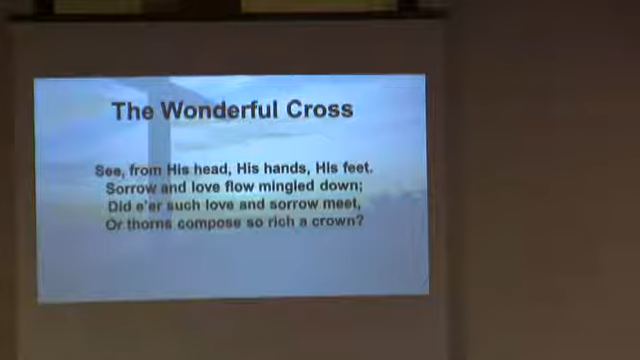 The Wonderful Cross
See, from His head, His hands, His feet.
Sorrow and love flow mingled down;
Did e'er such love and sorrow meet,
Or thorns compose so rich a crown?